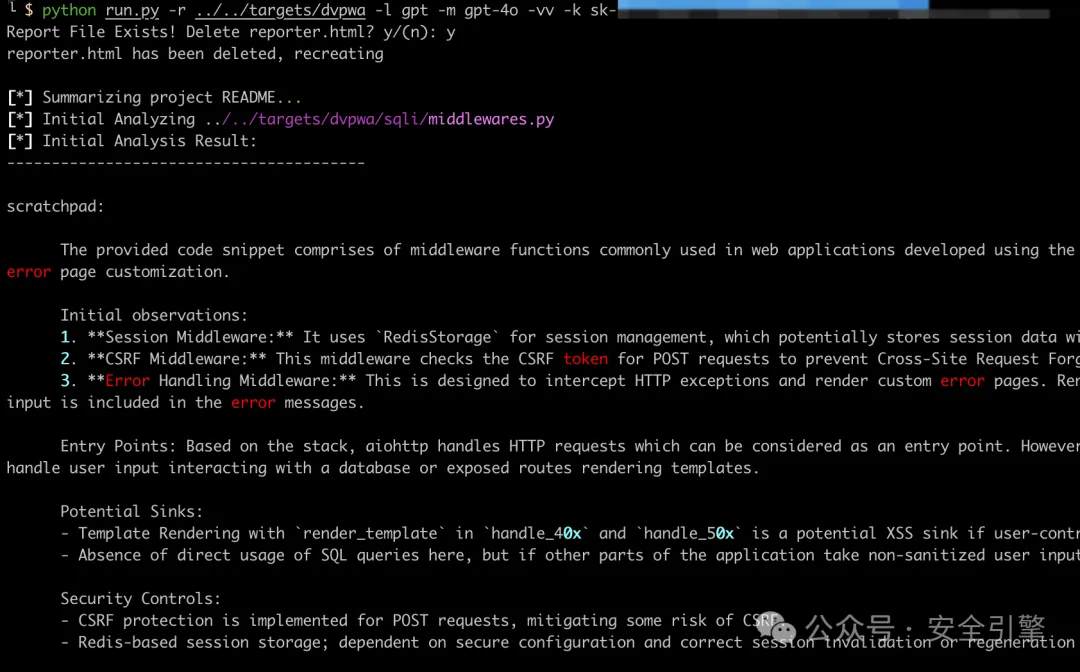 └ $ python run.py -r ../../targets/dvpwa -l gpt -m gpt-4o -vv -k sk-
Report File Exists! Delete reporter.html? y/(n): y
reporter.html has been deleted, recreating
[*] Summarizing project README...
[*] Initial Analyzing ../../targets/dvpwa/sqli/middlewares.py
[*] Initial Analysis Result:
----------------------------------------
scratchpad:
The provided code snippet comprises of middleware functions commonly used in web applications developed using the
error page customization.
Initial observations:
1. **Session Middleware:** It uses `RedisStorage` for session management, which potentially stores session data wi
2. **CSRF Middleware:** This middleware checks the CSRF token for POST requests to prevent Cross-Site Request Forg
3. **Error Handling Middleware:** This is designed to intercept HTTP exceptions and render custom error pages. Ren
input is included in the error messages.
Entry Points: Based on the stack, aiohttp handles HTTP requests which can be considered as an entry point. However
handle user input interacting with a database or exposed routes rendering templates.
Potential Sinks:
- Template Rendering with `render_template` in `handle_40x` and `handle_50x` is a potential XSS sink if user-contr
- Absence of direct usage of SQL queries here, but if other parts of the application take non-sanitized user input
Security Controls:
- CSRF protection is implemented for POST requests, mitigating some risk of CSRF.
- Redis-based session storage; dependent on secure configuration and correct session invalidation or regeneration
公众号 · 安全引擎